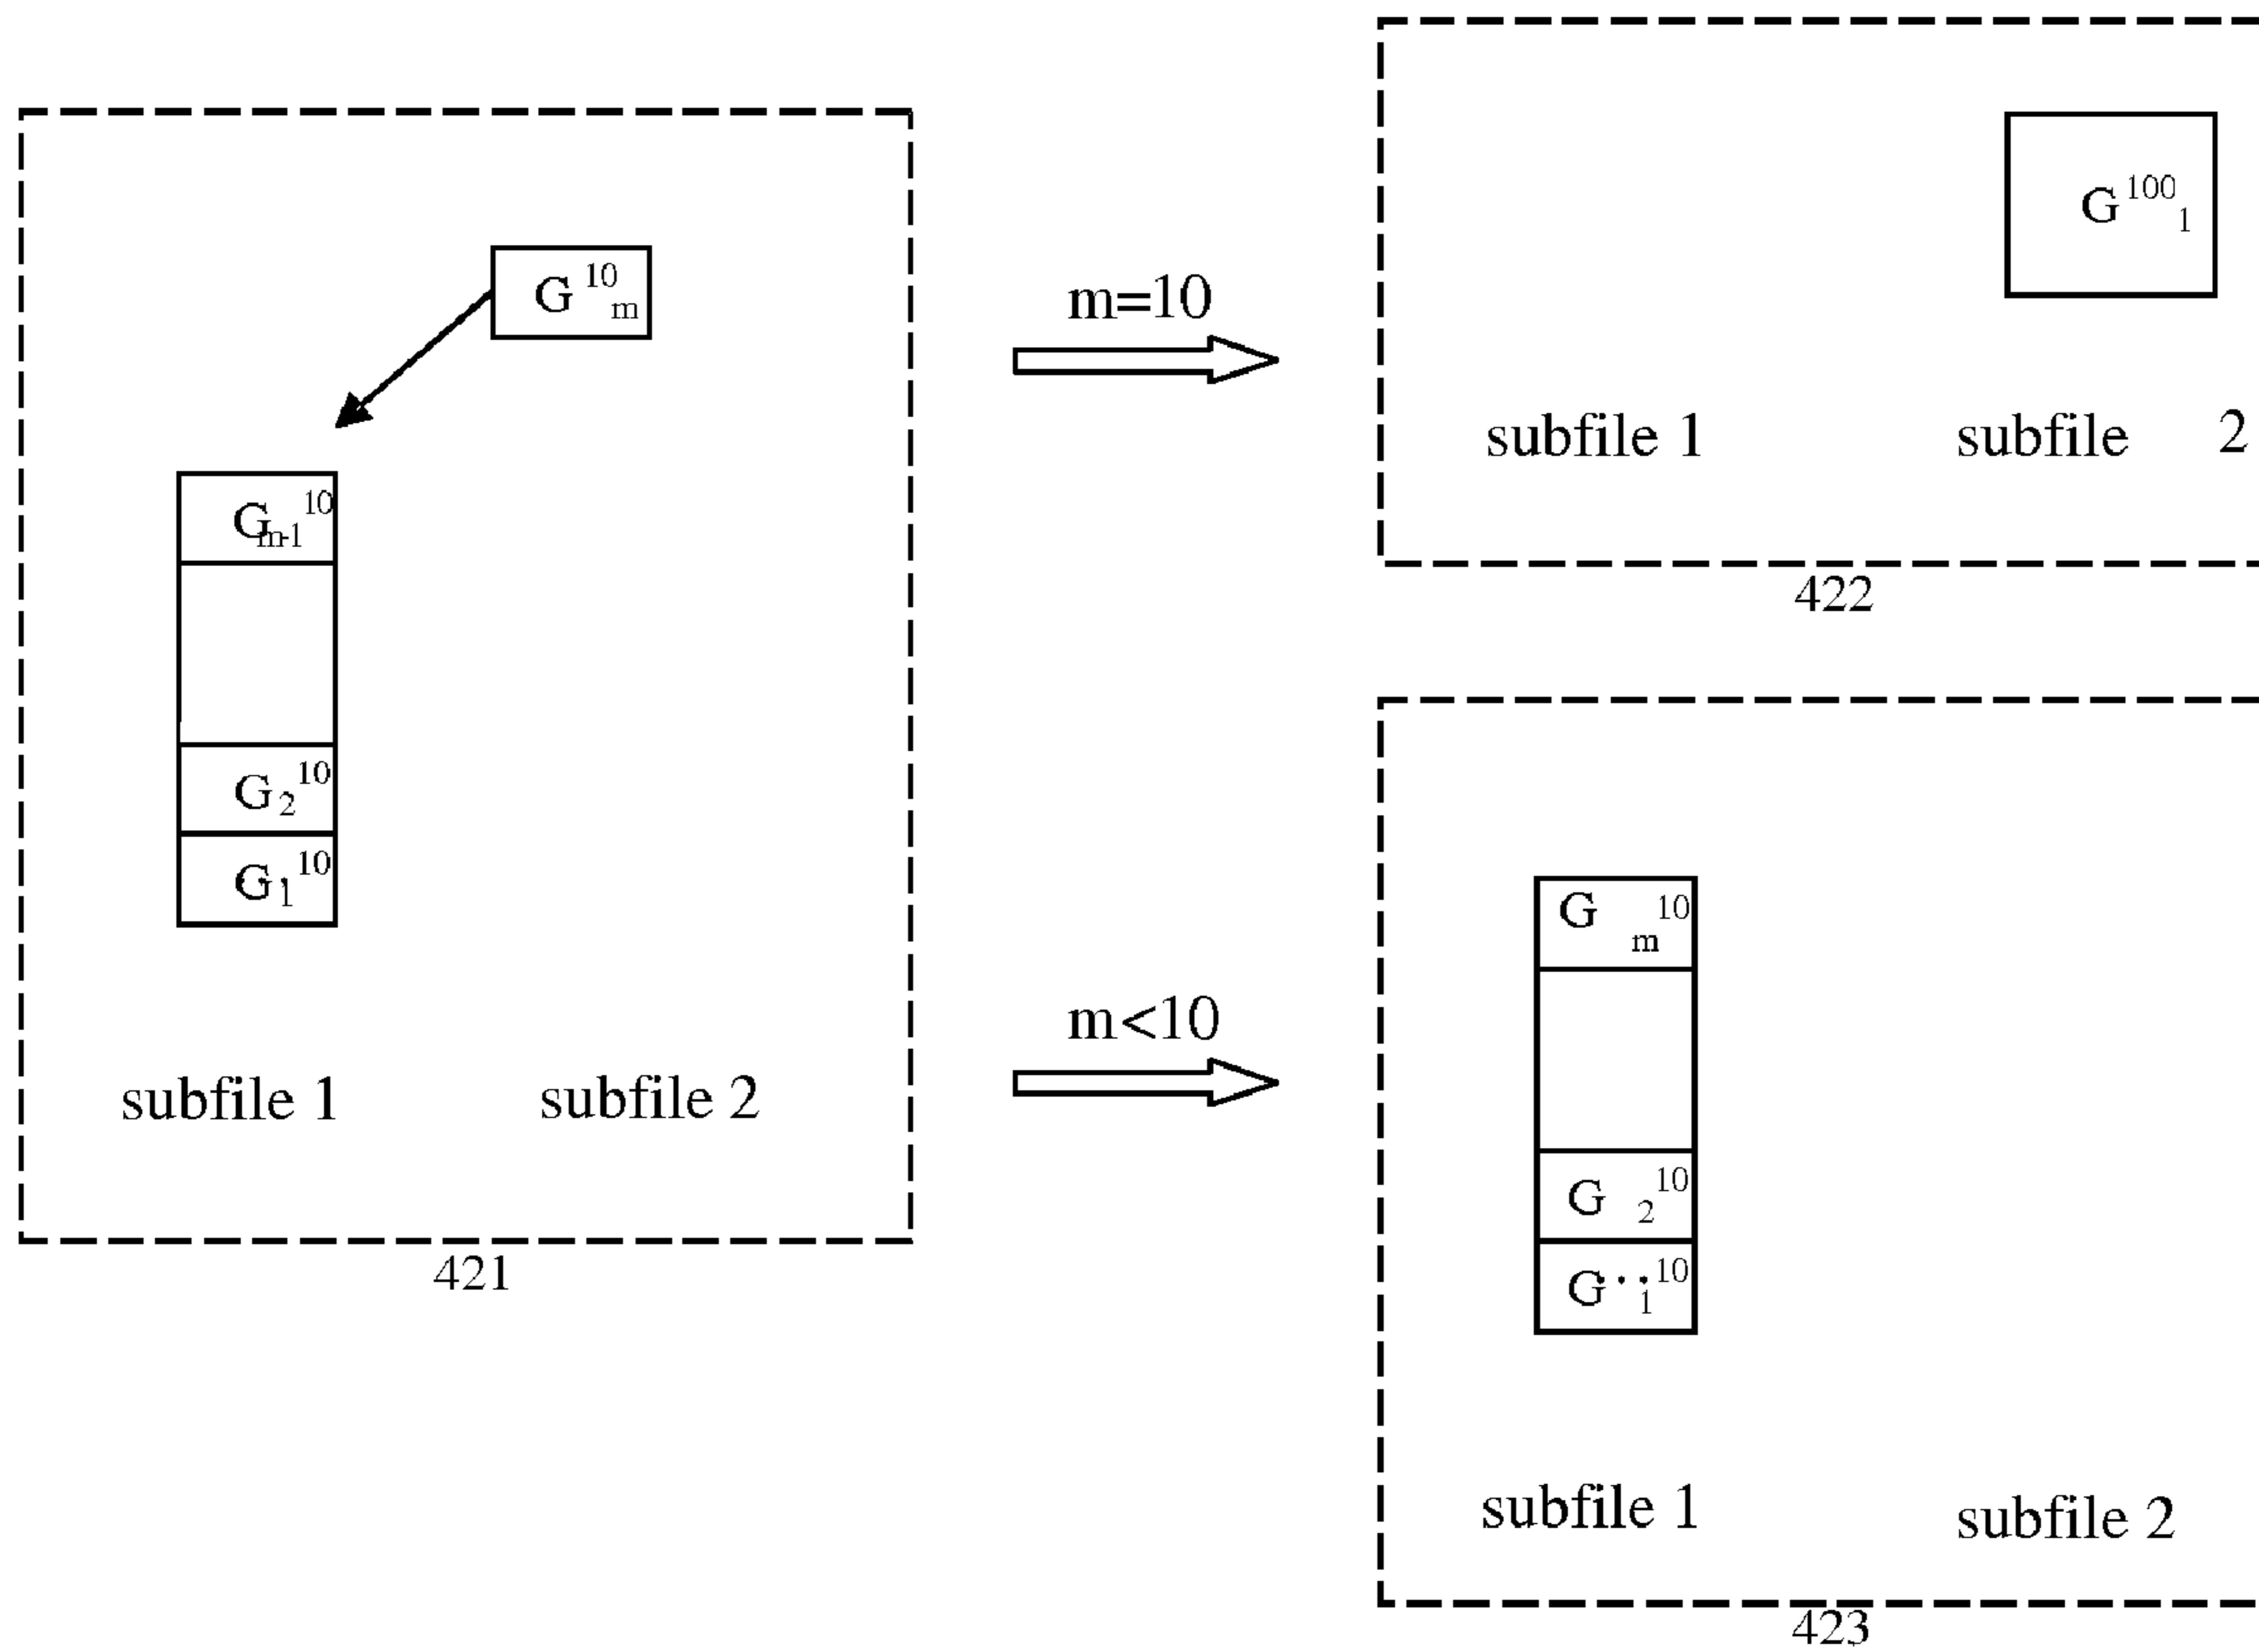 G 10 m
G m-1 10
G 2 10
G 1 10
subfile 1 subfile 2
421
m=10
m<10
G 100 1
subfile 1 subfile 2
422
G m 10
G 2 10
G 1 10
subfile 1 subfile 2
423